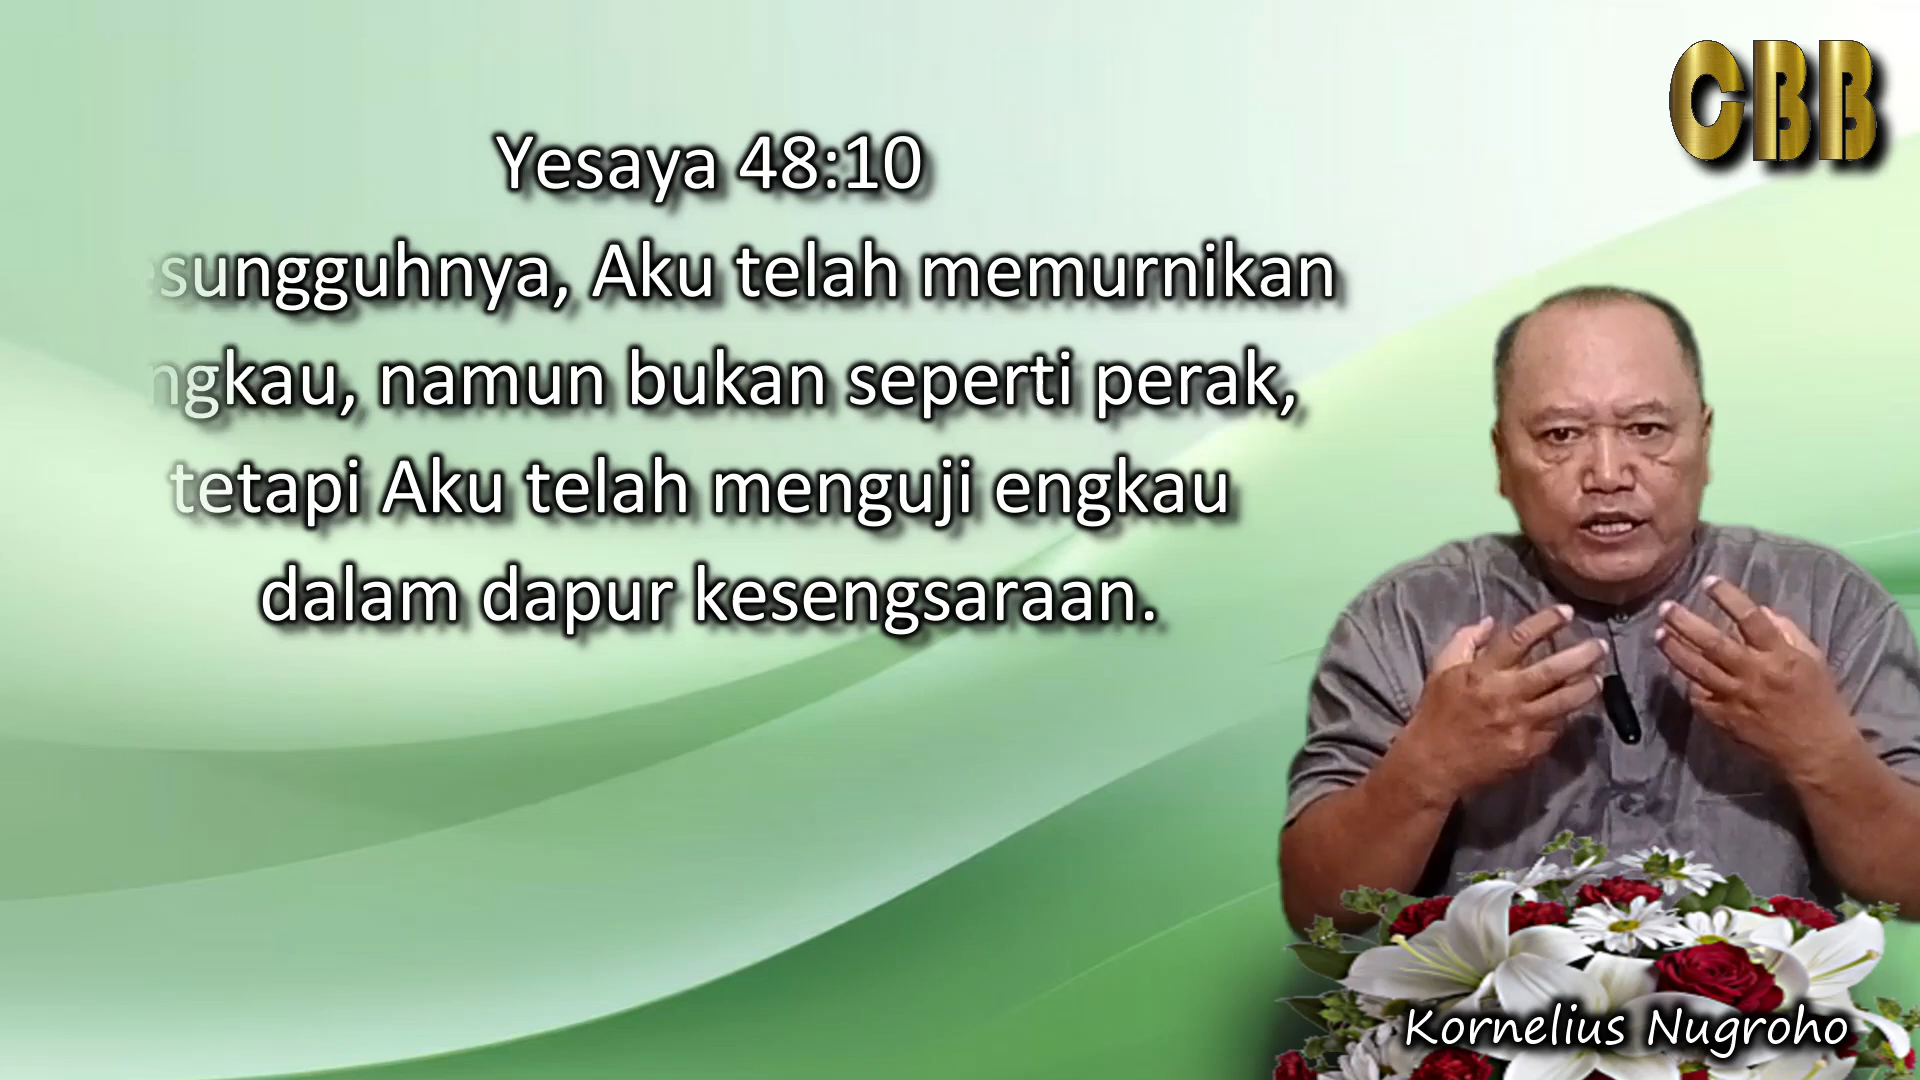 CBB
Yesaya 48:10
sungguhnya, Aku telah memurnikan
ngkau, namun bukan seperti perak,
tetapi Aku telah menguji engkau
dalam dapur kesengsaraan.
Kornelius Nugroho